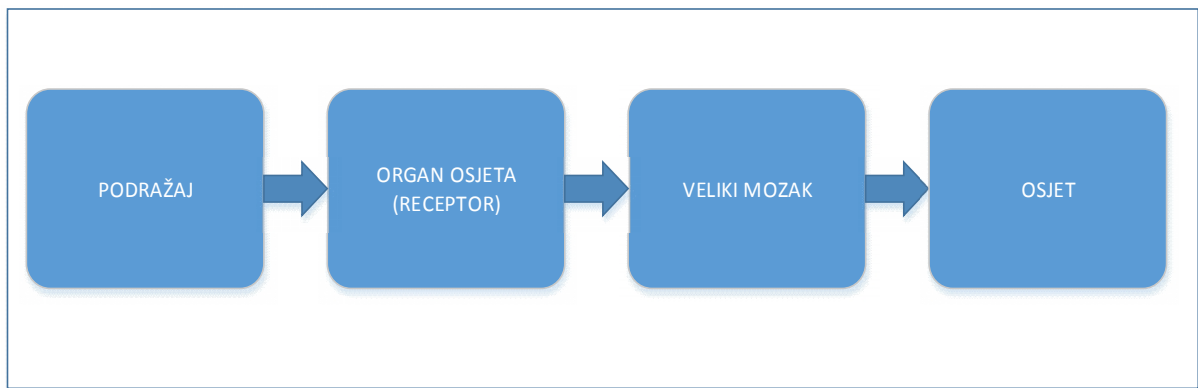 PODRAŽAJ
ORGAN OSJETA
(RECEPTOR)
VELIKI MOZAK
OSJET